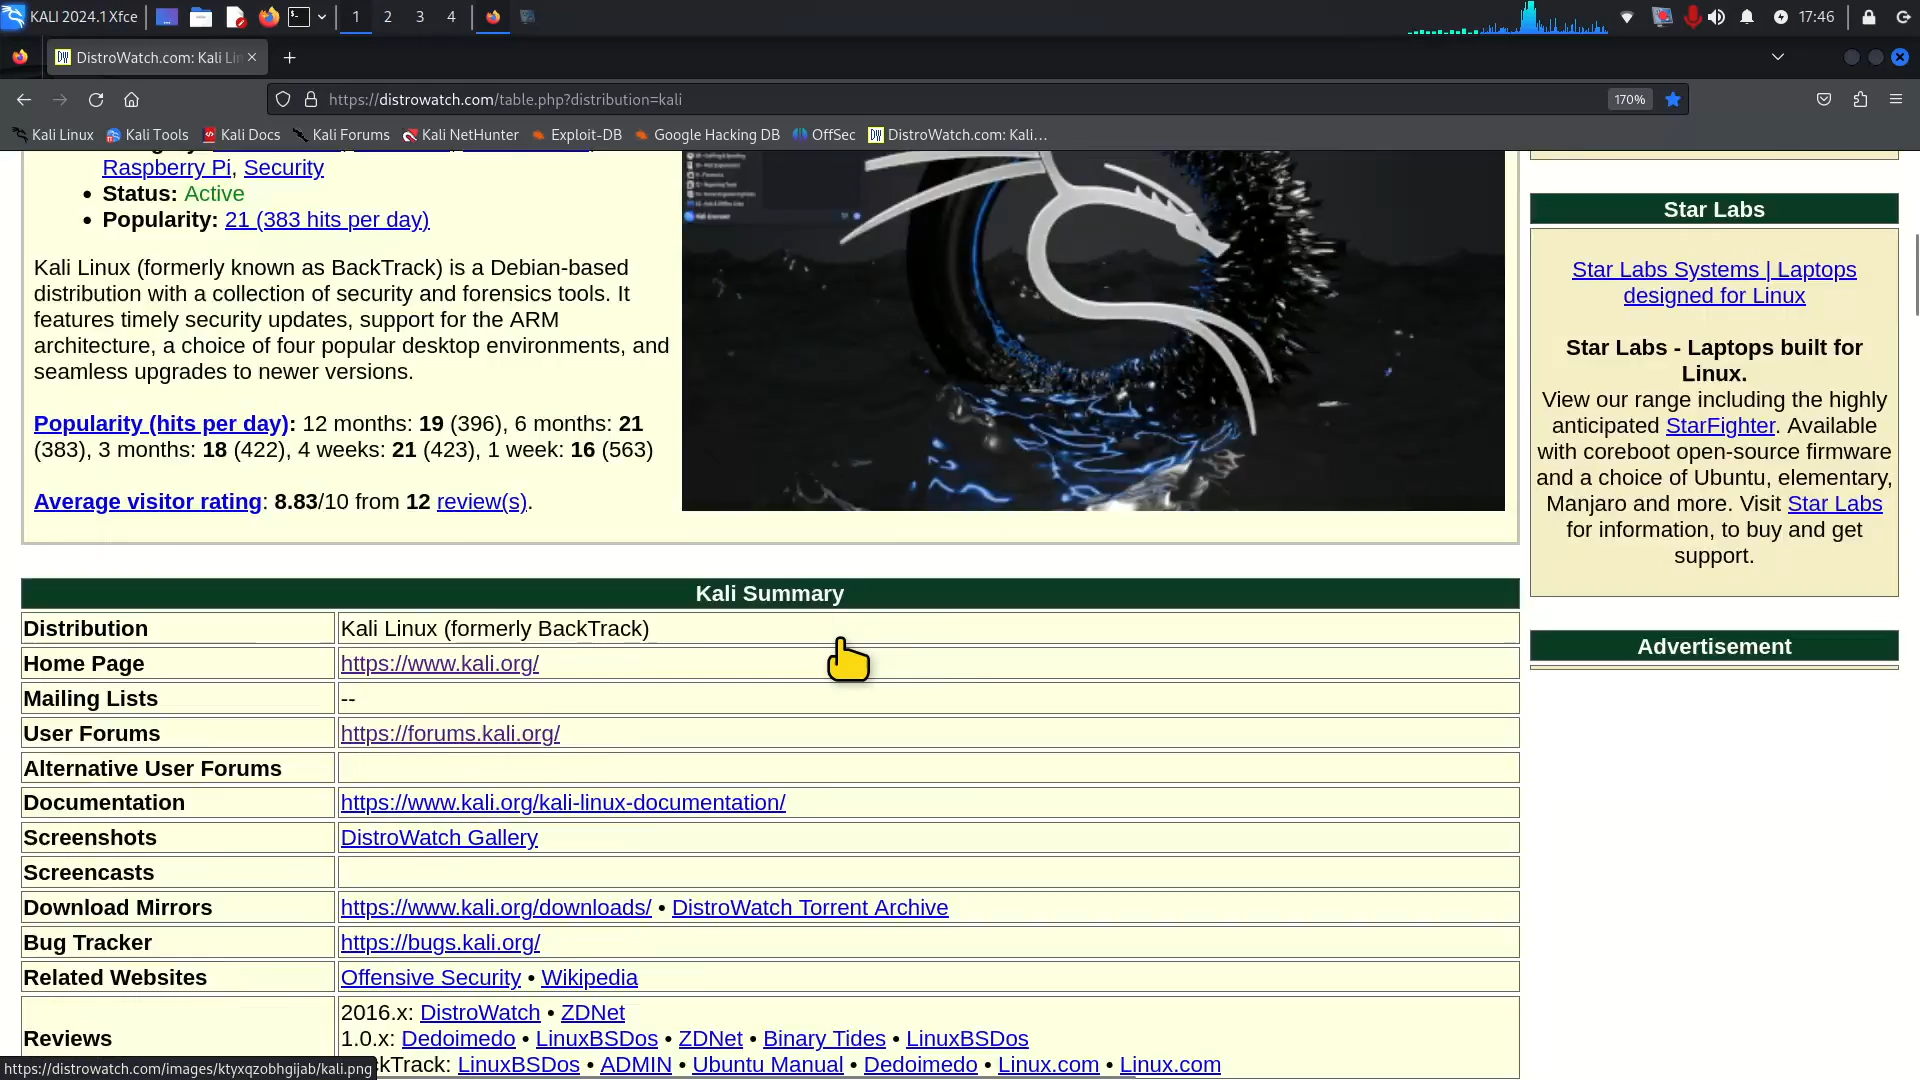 KALI 2024.1 Xfce
1 2 3 4
17:46
DistroWatch.com: Kali Lin
https://distrowatch.com/table.php?distribution=kali
170%
Kali Linux
Kali Tools
Kali Docs
Kali Forums
Kali NetHunter
Exploit-DB
Google Hacking DB
OffSec
DistroWatch.com: Kali…
Raspberry Pi, Security
• Status: Active
• Popularity: 21 (383 hits per day)
Kali Linux (formerly known as BackTrack) is a Debian-based
distribution with a collection of security and forensics tools. It
features timely security updates, support for the ARM
architecture, a choice of four popular desktop environments, and
seamless upgrades to newer versions.
Popularity (hits per day): 12 months: 19 (396), 6 months: 21
(383), 3 months: 18 (422), 4 weeks: 21 (423), 1 week: 16 (563)
Average visitor rating: 8.83/10 from 12 review(s).
Star Labs
Star Labs Systems | Laptops
designed for Linux
Star Labs - Laptops built for
Linux.
View our range including the highly
anticipated StarFighter. Available
with coreboot open-source firmware
and a choice of Ubuntu, elementary,
Manjaro and more. Visit Star Labs
for information, to buy and get
support.
Advertisement
Kali Summary
Distribution Kali Linux (formerly BackTrack)
Home Page https://www.kali.org/
Mailing Lists --
User Forums https://forums.kali.org/
Alternative User Forums
Documentation https://www.kali.org/kali-linux-documentation/
Screenshots DistroWatch Gallery
Screencasts
Download Mirrors https://www.kali.org/downloads/ • DistroWatch Torrent Archive
Bug Tracker https://bugs.kali.org/
Related Websites Offensive Security • Wikipedia
Reviews
2016.x: DistroWatch • ZDNet
1.0.x: Dedoimedo • LinuxBSDos • ZDNet • Binary Tides • LinuxBSDos
ckTrack: LinuxBSDos • ADMIN • Ubuntu Manual • Dedoimedo • Linux.com • Linux.com
https://distrowatch.com/images/ktyxqzobhgijab/kali.png